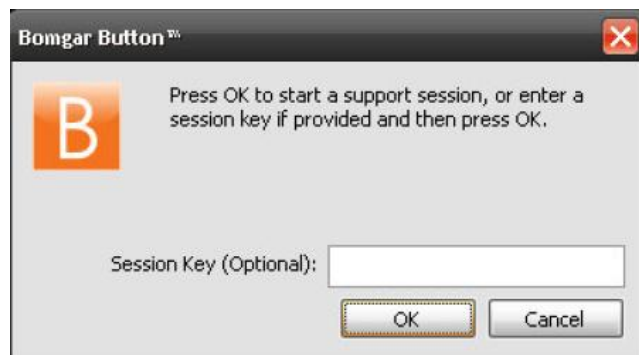 Bomgar Button™
B
Press OK to start a support session, or enter a
session key if provided and then press OK.
Session Key (Optional):
OK Cancel